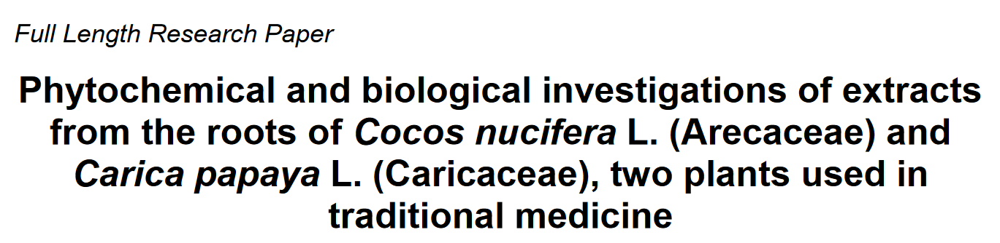 Full Length Research Paper
Phytochemical and biological investigations of extracts
from the roots of Cocos nucifera L. (Arecaceae) and
Carica papaya L. (Caricaceae), two plants used in
traditional medicine